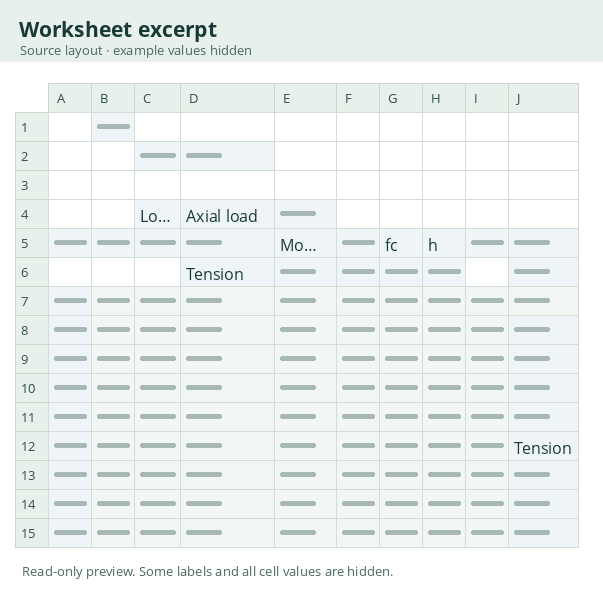 Worksheet excerpt
Source layout · example values hidden
A B C D E F G H I J
1
2
3
4 Lo… Axial load
5 Mo… fc h
6 Tension
7
8
9
10
11
12 Tension
13
14
15
Read-only preview. Some labels and all cell values are hidden.